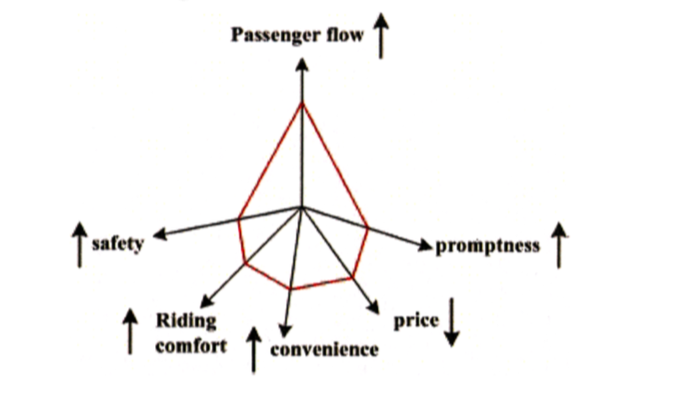 Passenger flow
safety
promptness
Riding
comfort
price
convenience